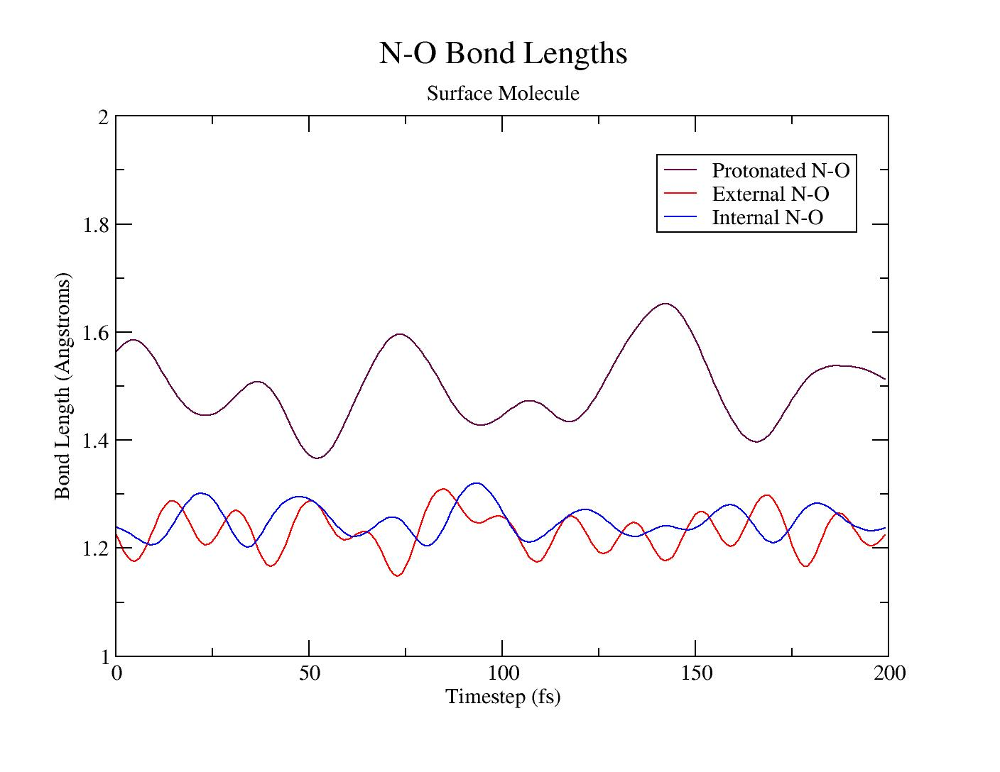 N-O Bond Lengths
Surface Molecule
Protonated N-O
External N-O
Internal N-O
Bond Length (Angstroms)
2
1.8
1.6
1.4
1.2
1
0 50 100 150 200
Timestep (fs)